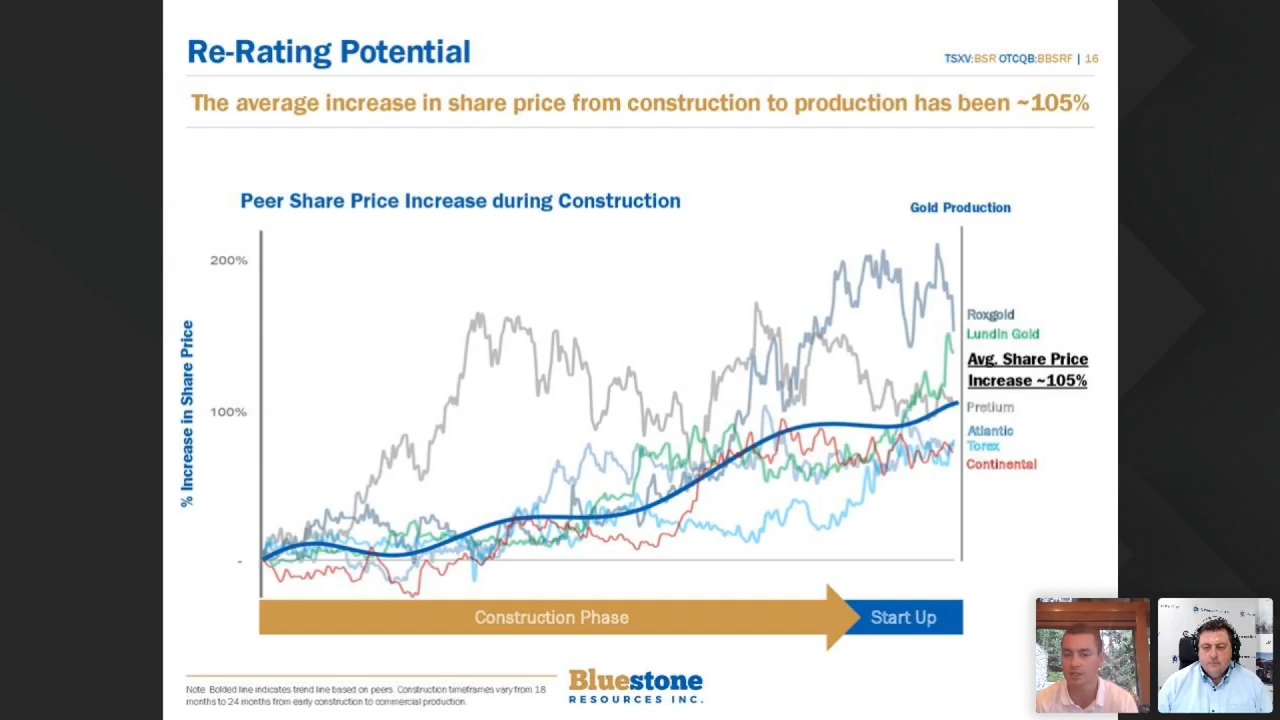 Re-Rating Potential
TSXV:BSR OTCQB:BBSRF | 16
The average increase in share price from construction to production has been ~105%
Peer Share Price Increase during Construction
Gold Production
200%
100%
-
% Increase in Share Price
Roxgold
Lundin Gold
Avg. Share Price
Increase ~105%
Pretium
Atlantic
Torex
Continental
Construction Phase
Start Up
Note: Bolded line indicates trend line based on peers. Construction timeframes vary from 18
months to 24 months from early construction to commercial production.
Bluestone
RESOURCES INC.